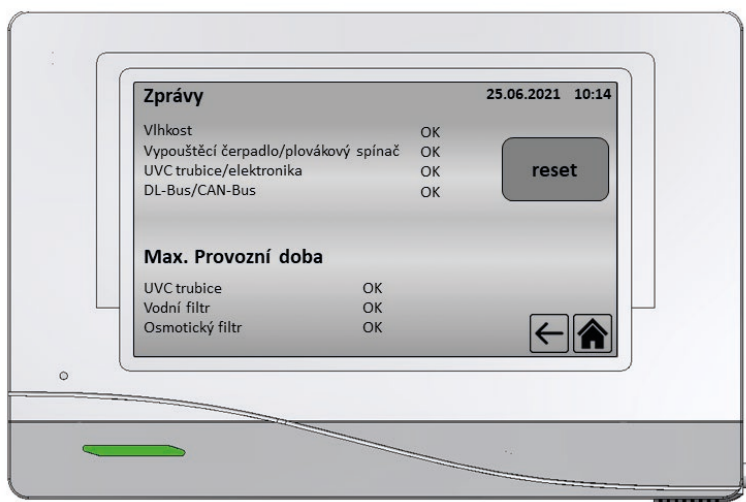 Zprávy 25.06.2021 10:14
Vlhkost OK
Vypouštěcí čerpadlo/plovákový spínač OK
UVC trubice/elektronika OK
DL-Bus/CAN-Bus OK
reset
Max. Provozní doba
UVC trubice OK
Vodní filtr OK
Osmotický filtr OK